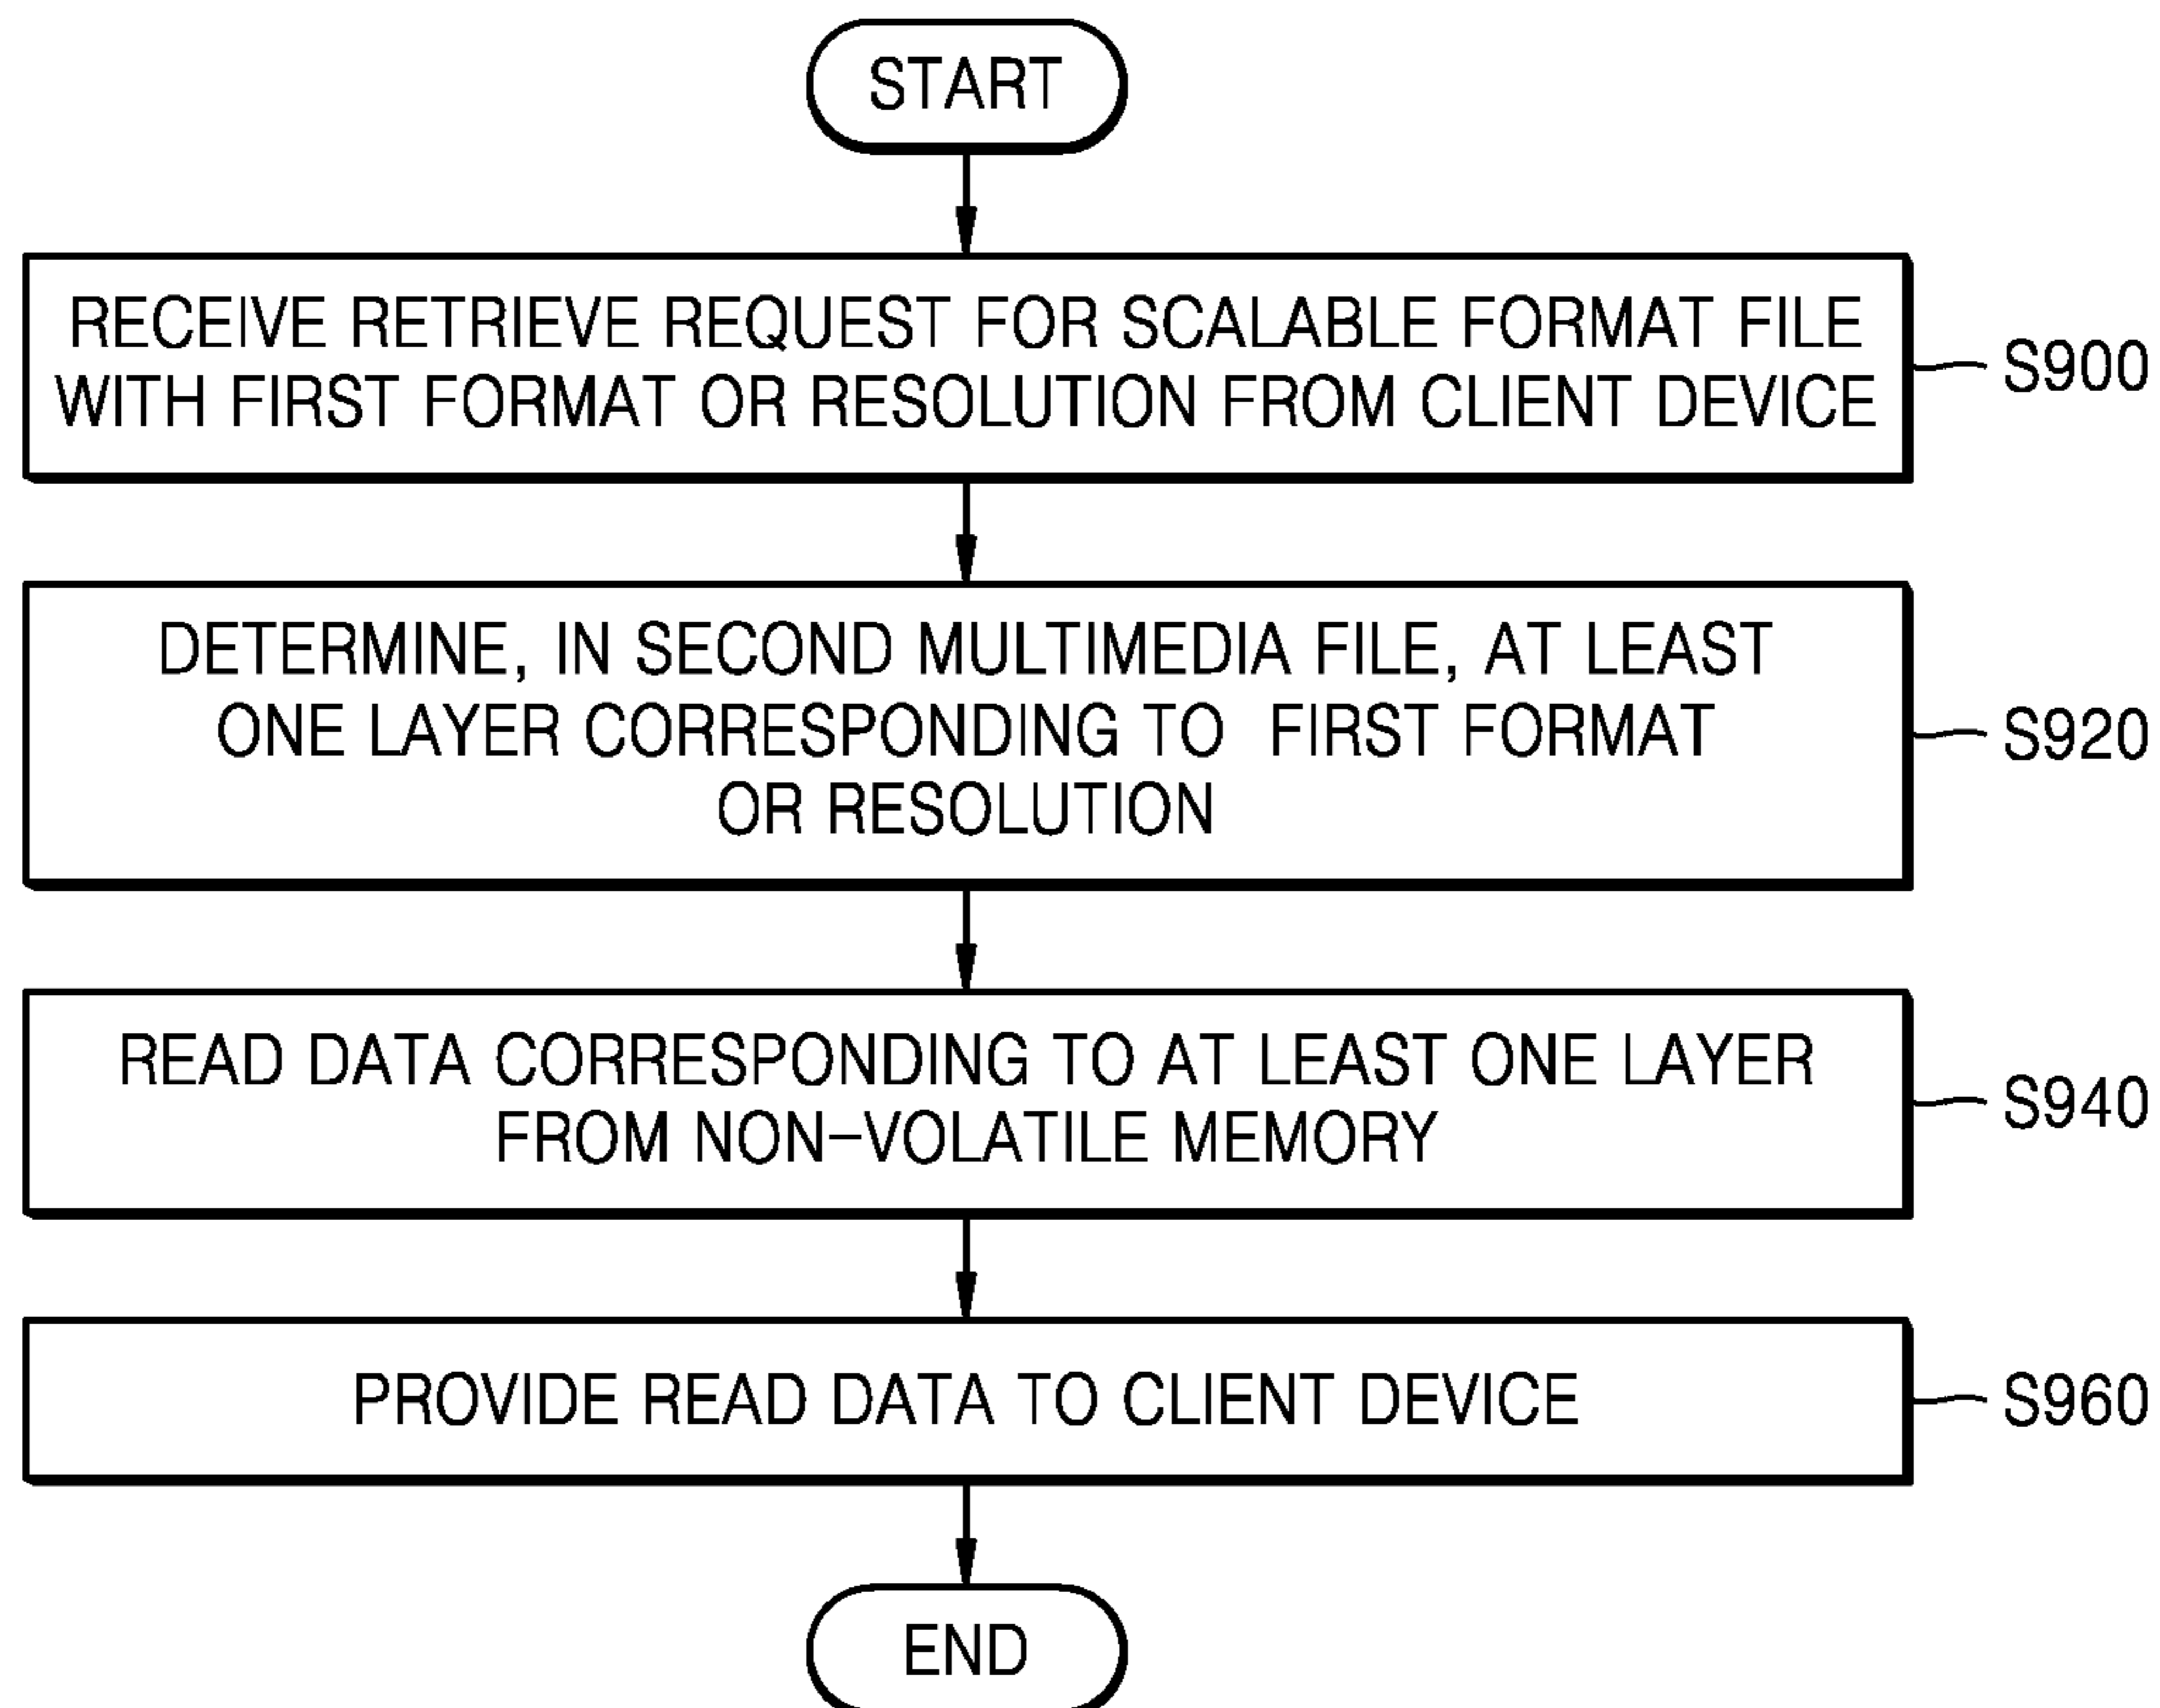 START
RECEIVE RETRIEVE REQUEST FOR SCALABLE FORMAT FILE
WITH FIRST FORMAT OR RESOLUTION FROM CLIENT DEVICE
S900
DETERMINE, IN SECOND MULTIMEDIA FILE, AT LEAST
ONE LAYER CORRESPONDING TO FIRST FORMAT
OR RESOLUTION
S920
READ DATA CORRESPONDING TO AT LEAST ONE LAYER
FROM NON-VOLATILE MEMORY
S940
PROVIDE READ DATA TO CLIENT DEVICE
S960
END